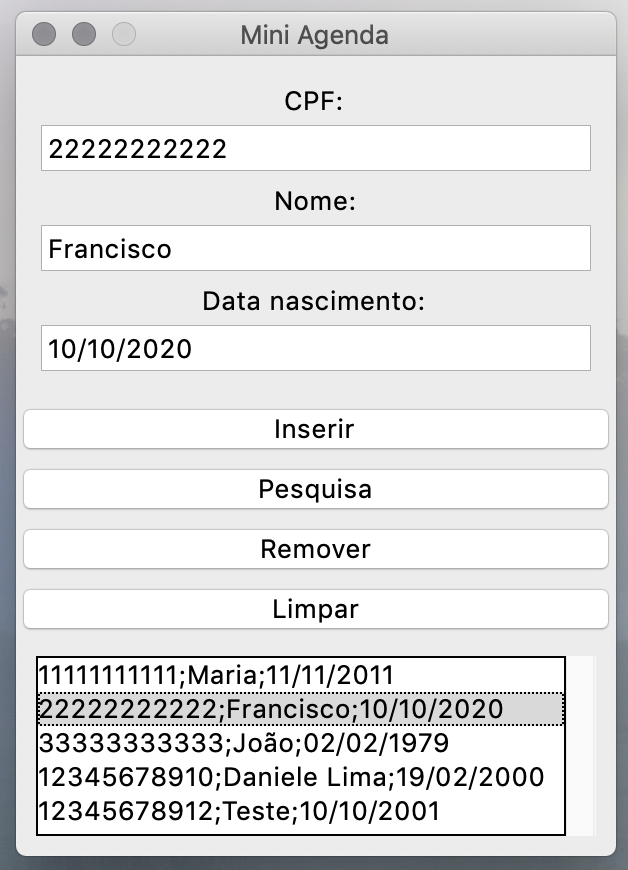 Mini Agenda
CPF:
22222222222
Nome:
Francisco
Data nascimento:
10/10/2020
Inserir
Pesquisa
Remover
Limpar
11111111111;Maria;11/11/2011
22222222222;Francisco;10/10/2020
33333333333;João;02/02/1979
12345678910;Daniele Lima;19/02/2000
12345678912;Teste;10/10/2001